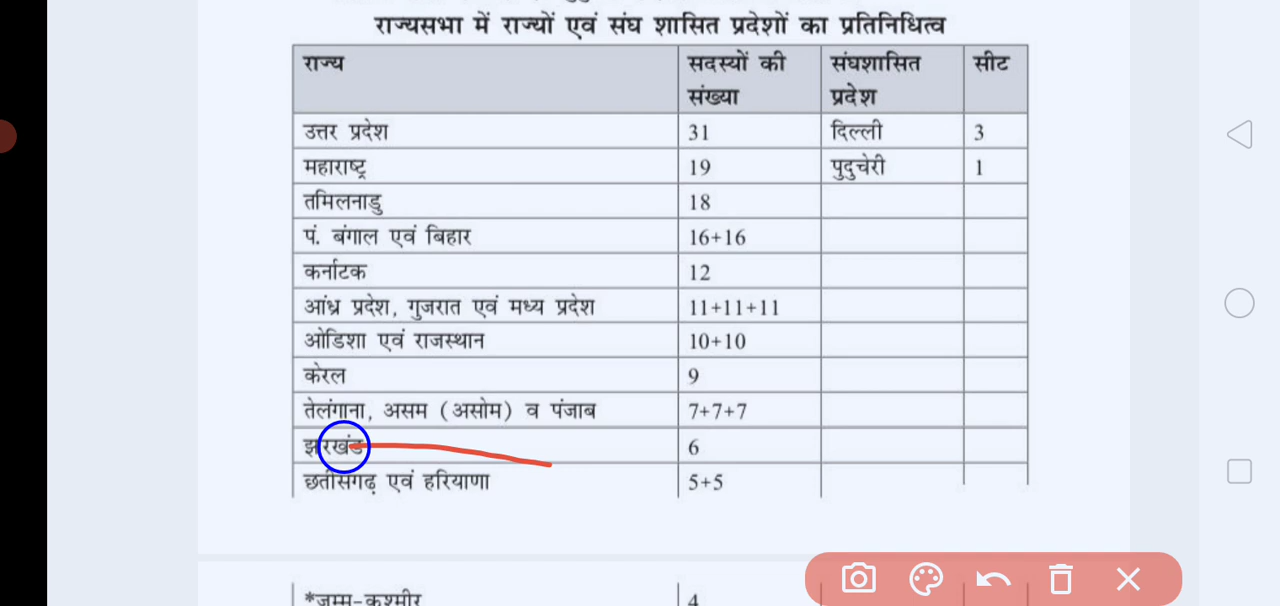 राज्यसभा में राज्यों एवं संघ शासित प्रदेशों का प्रतिनिधित्व
राज्य सदस्यों की संख्या संघशासित प्रदेश सीट
उत्तर प्रदेश 31 दिल्ली 3
महाराष्ट्र 19 पुदुचेरी 1
तमिलनाडु 18
पं. बंगाल एवं बिहार 16+16
कर्नाटक 12
आंध्र प्रदेश, गुजरात एवं मध्य प्रदेश 11+11+11
ओडिशा एवं राजस्थान 10+10
केरल 9
तेलंगाना, असम (असोम) व पंजाब 7+7+7
झारखंड 6
छत्तीसगढ़ एवं हरियाणा 5+5
*जम्मू-कश्मीर 4